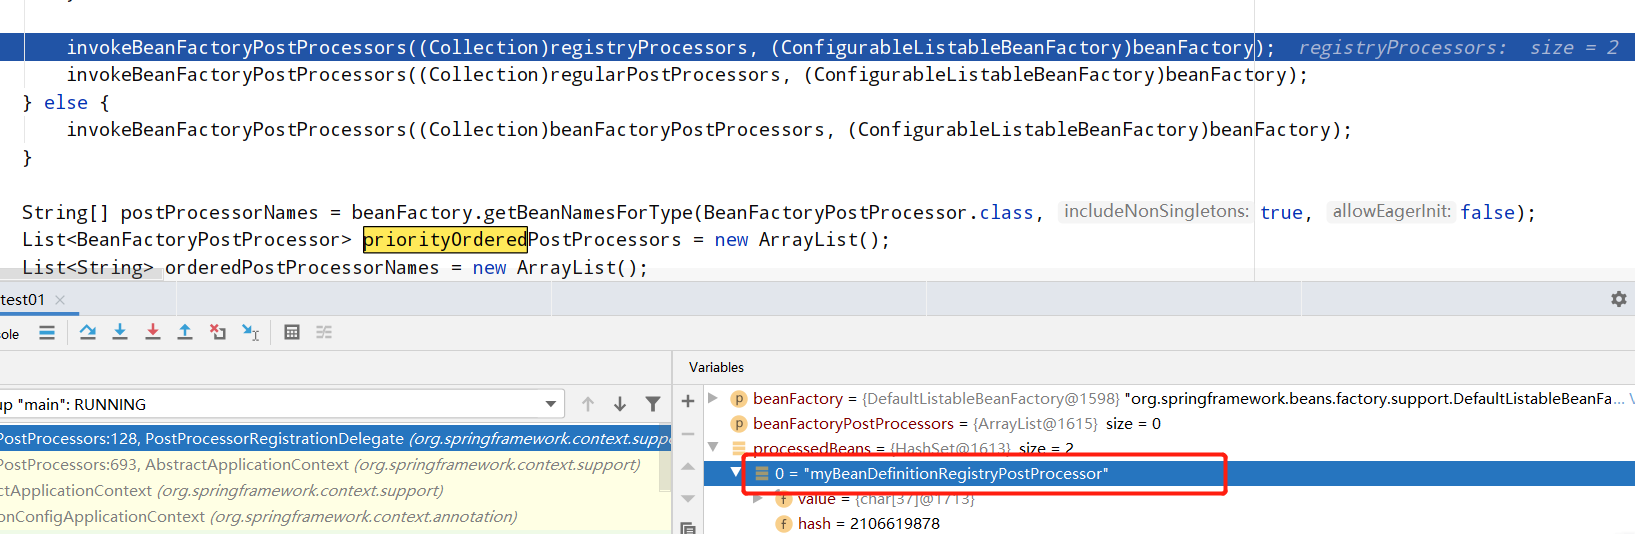 invokeBeanFactoryPostProcessors((Collection)registryProcessors, (ConfigurableListableBeanFactory)beanFactory); registryProcessors: size = 2
invokeBeanFactoryPostProcessors((Collection)regularPostProcessors, (ConfigurableListableBeanFactory)beanFactory);
} else {
invokeBeanFactoryPostProcessors((Collection)beanFactoryPostProcessors, (ConfigurableListableBeanFactory)beanFactory);
}
String[] postProcessorNames = beanFactory.getBeanNamesForType(BeanFactoryPostProcessor.class, includeNonSingletons: true, allowEagerInit: false);
List<BeanFactoryPostProcessor> priorityOrderedPostProcessors = new ArrayList();
List<String> orderedPostProcessorNames = new ArrayList();
test01
ole
Variables
up "main": RUNNING
PostProcessors:128, PostProcessorRegistrationDelegate (org.springframework.context.suppo
PostProcessors:693, AbstractApplicationContext (org.springframework.context.support)
ctApplicationContext (org.springframework.context.support)
onConfigApplicationContext (org.springframework.context.annotation)
beanFactory = {DefaultListableBeanFactory@1598} "org.springframework.beans.factory.support.DefaultListableBeanFa... V
beanFactoryPostProcessors = {ArrayList@1615} size = 0
processedBeans = {HashSet@1613} size = 2
0 = "myBeanDefinitionRegistryPostProcessor"
value = {char[37]@1713}
hash = 2106619878